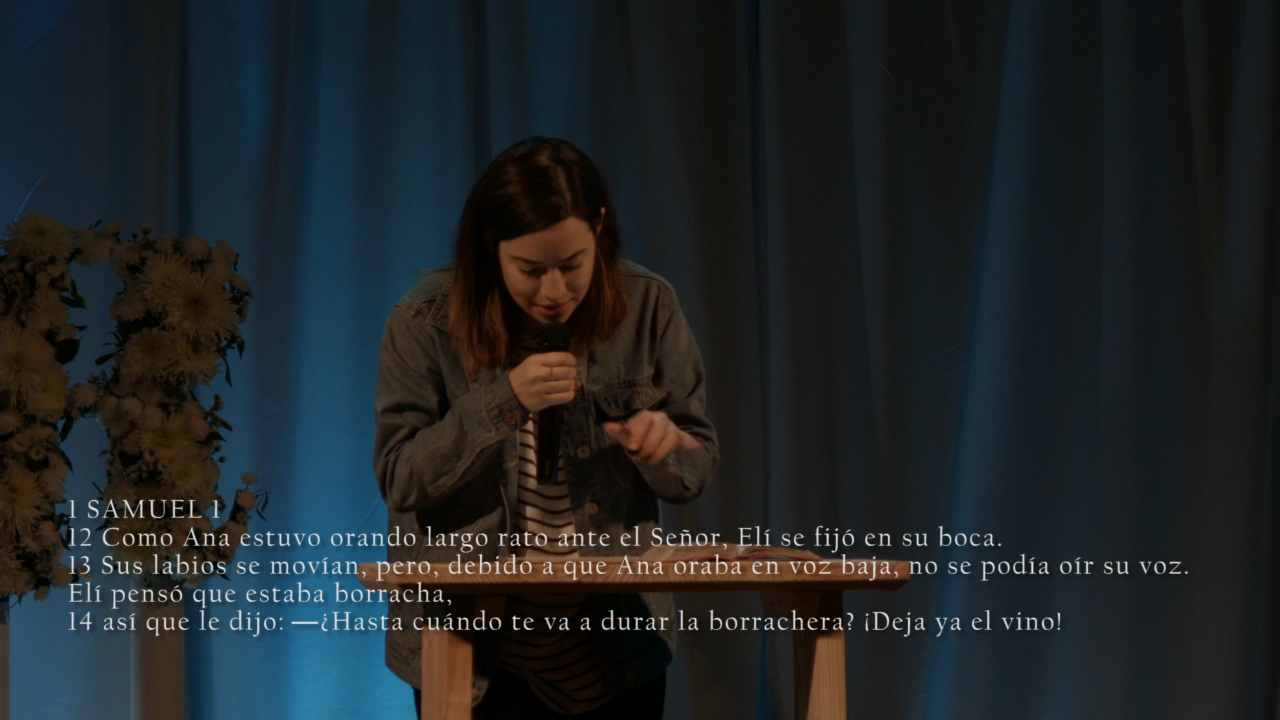 1 SAMUEL 1
12 Como Ana estuvo orando largo rato ante el Señor, Elí se fijó en su boca.
13 Sus labios se movían, pero, debido a que Ana oraba en voz baja, no se podía oír su voz.
Elí pensó que estaba borracha,
14 así que le dijo: —¿Hasta cuándo te va a durar la borrachera? ¡Deja ya el vino!